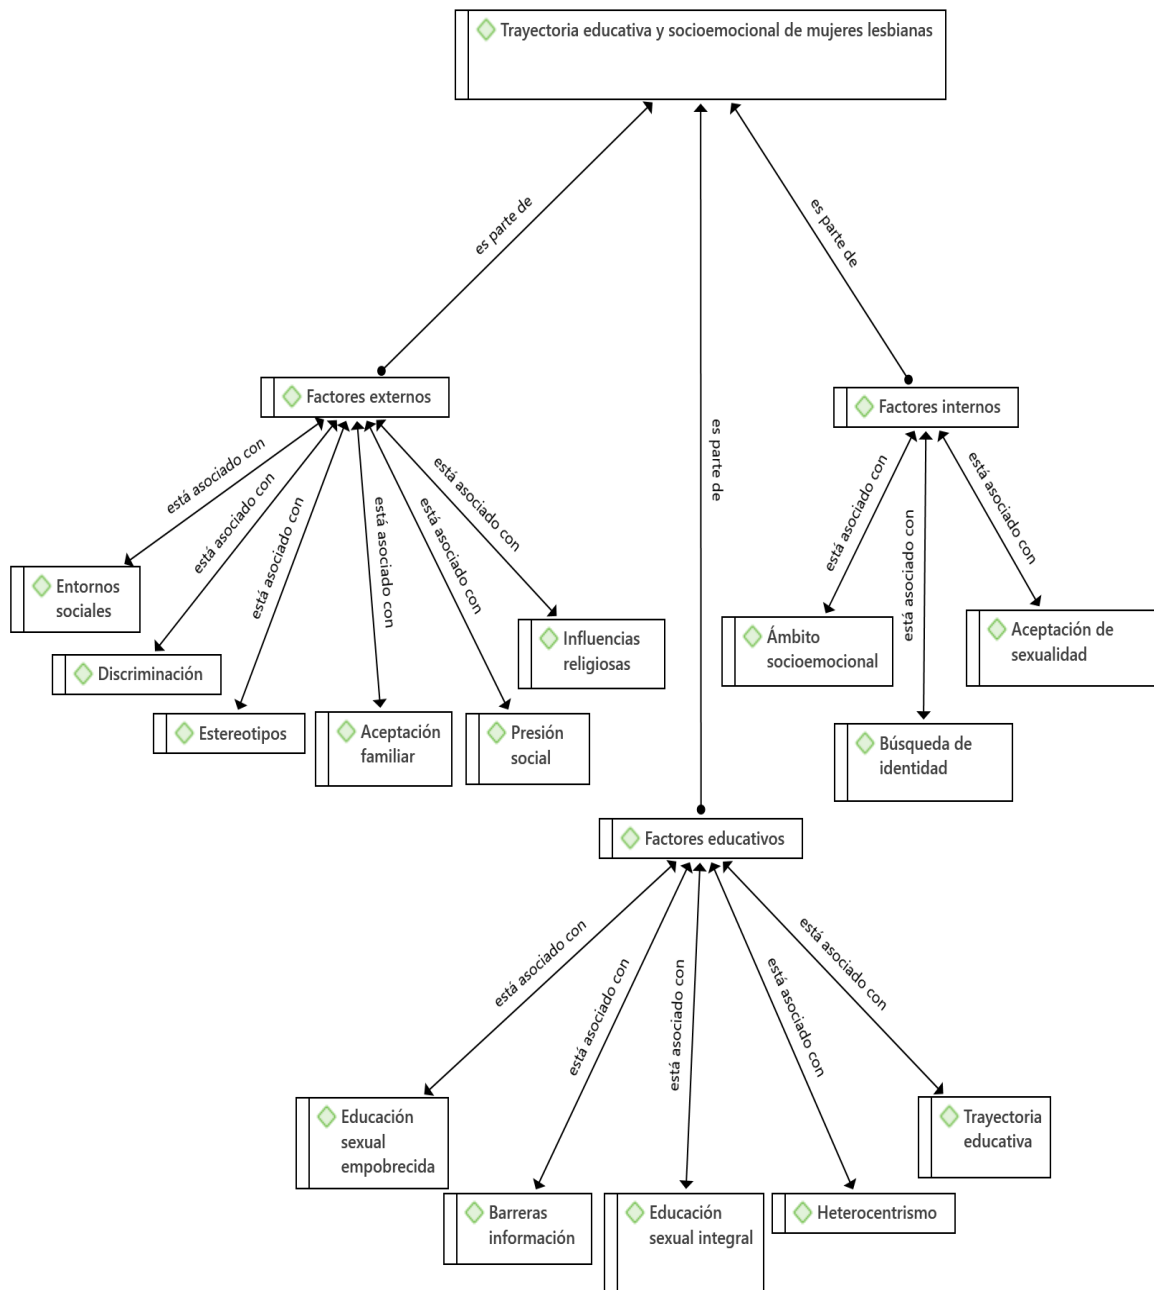 Trayectoria educativa y socioemocional de mujeres lesbianas
es parte de
es parte de
es parte de
Factores externos
Factores internos
está asociado con
está asociado con
está asociado con
está asociado con
está asociado con
está asociado con
está asociado con
está asociado con
está asociado con
Entornos
sociales
Discriminación
Estereotipos
Aceptación
familiar
Presión
social
Influencias
religiosas
Ámbito
socioemocional
Búsqueda de
identidad
Aceptación de
sexualidad
Factores educativos
está asociado con
está asociado con
está asociado con
está asociado con
está asociado con
Educación
sexual
empobrecida
Barreras
información
Educación
sexual integral
Heterocentrismo
Trayectoria
educativa